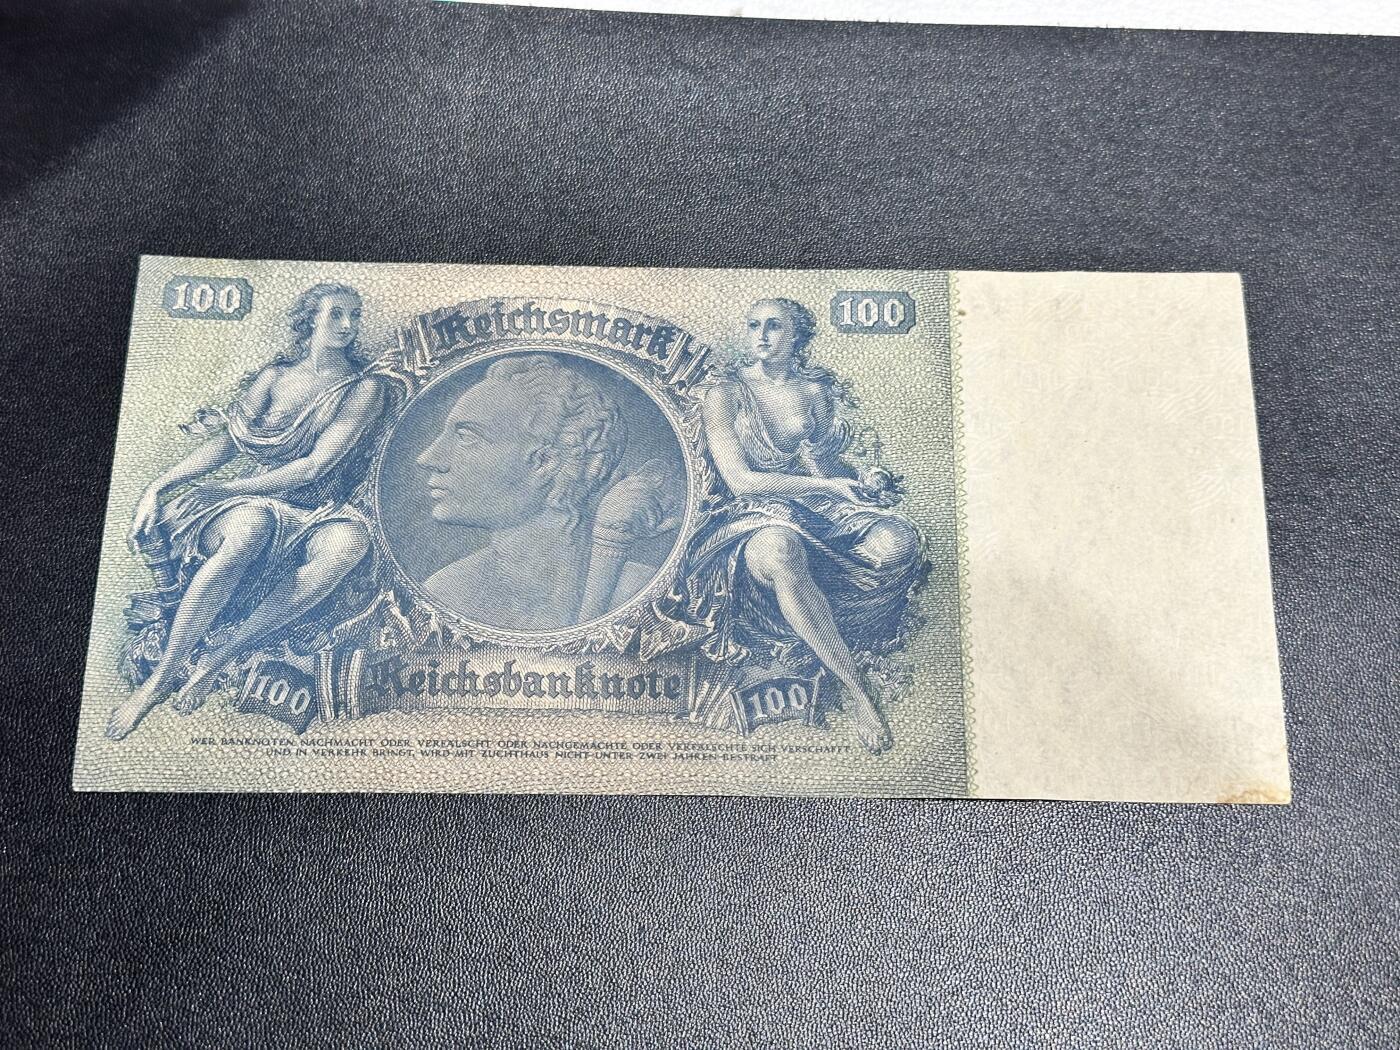 100
100
Reichsmark
Reichsbanknote
100
100
WER BANKNOTEN NACHMACHT ODER VERFÄLSCHT ODER NACHGEMACHTE ODER VERFÄLSCHTE SICH VERSCHAFFT
UND IN VERKEHR BRINGT, WIRD MIT ZUCHTHAUS NICHT UNTER ZWEI JAHREN BESTRAFT